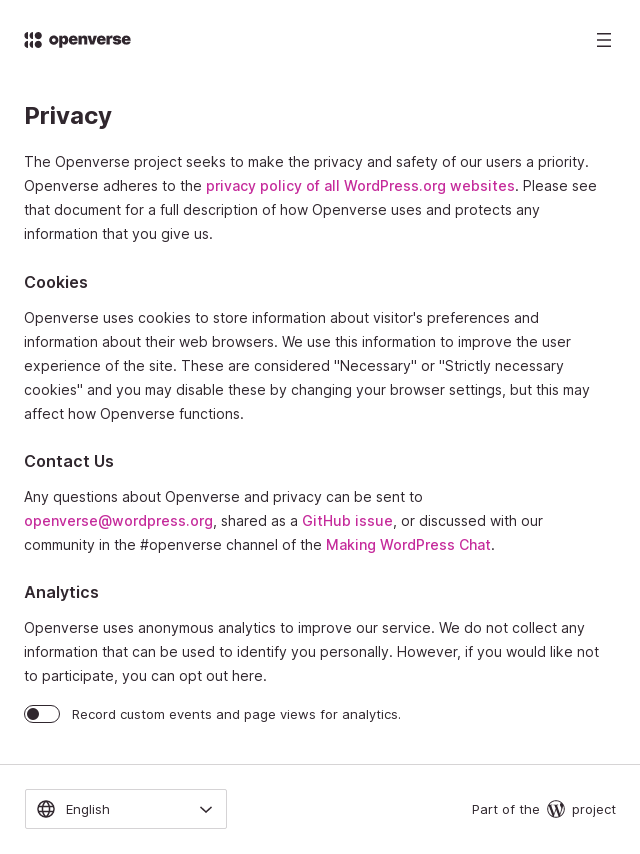 openverse
Privacy
The Openverse project seeks to make the privacy and safety of our users a priority.
Openverse adheres to the privacy policy of all WordPress.org websites. Please see
that document for a full description of how Openverse uses and protects any
information that you give us.
Cookies
Openverse uses cookies to store information about visitor's preferences and
information about their web browsers. We use this information to improve the user
experience of the site. These are considered "Necessary" or "Strictly necessary
cookies" and you may disable these by changing your browser settings, but this may
affect how Openverse functions.
Contact Us
Any questions about Openverse and privacy can be sent to
openverse@wordpress.org, shared as a GitHub issue, or discussed with our
community in the #openverse channel of the Making WordPress Chat.
Analytics
Openverse uses anonymous analytics to improve our service. We do not collect any
information that can be used to identify you personally. However, if you would like not
to participate, you can opt out here.
Record custom events and page views for analytics.
English
Part of the project